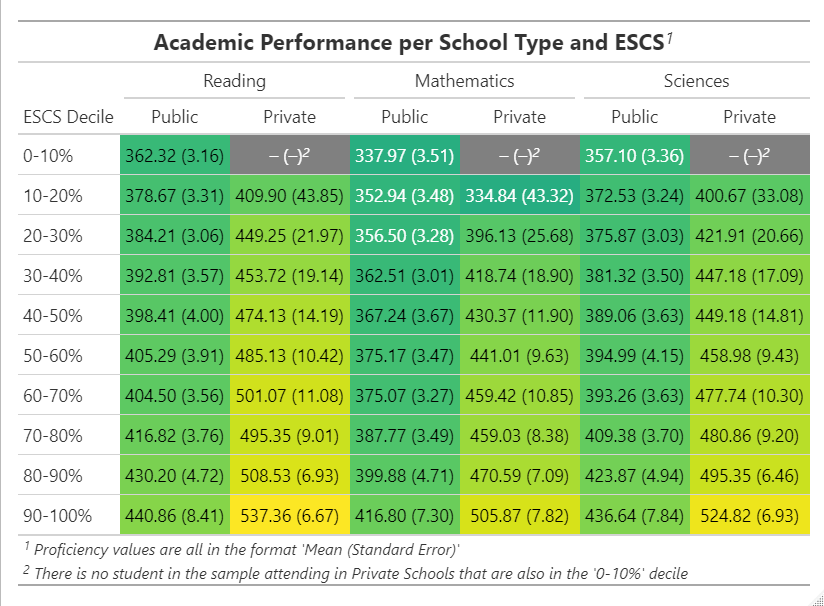 Academic Performance per School Type and ESCS¹
Reading Mathematics Sciences
ESCS Decile Public Private Public Private Public Private
0-10% 362.32 (3.16) – (–)² 337.97 (3.51) – (–)² 357.10 (3.36) – (–)²
10-20% 378.67 (3.31) 409.90 (43.85) 352.94 (3.48) 334.84 (43.32) 372.53 (3.24) 400.67 (33.08)
20-30% 384.21 (3.06) 449.25 (21.97) 356.50 (3.28) 396.13 (25.68) 375.87 (3.03) 421.91 (20.66)
30-40% 392.81 (3.57) 453.72 (19.14) 362.51 (3.01) 418.74 (18.90) 381.32 (3.50) 447.18 (17.09)
40-50% 398.41 (4.00) 474.13 (14.19) 367.24 (3.67) 430.37 (11.90) 389.06 (3.63) 449.18 (14.81)
50-60% 405.29 (3.91) 485.13 (10.42) 375.17 (3.47) 441.01 (9.63) 394.99 (4.15) 458.98 (9.43)
60-70% 404.50 (3.56) 501.07 (11.08) 375.07 (3.27) 459.42 (10.85) 393.26 (3.63) 477.74 (10.30)
70-80% 416.82 (3.76) 495.35 (9.01) 387.77 (3.49) 459.03 (8.38) 409.38 (3.70) 480.86 (9.20)
80-90% 430.20 (4.72) 508.53 (6.93) 399.88 (4.71) 470.59 (7.09) 423.87 (4.94) 495.35 (6.46)
90-100% 440.86 (8.41) 537.36 (6.67) 416.80 (7.30) 505.87 (7.82) 436.64 (7.84) 524.82 (6.93)
¹ Proficiency values are all in the format 'Mean (Standard Error)'
² There is no student in the sample attending in Private Schools that are also in the '0-10%' decile